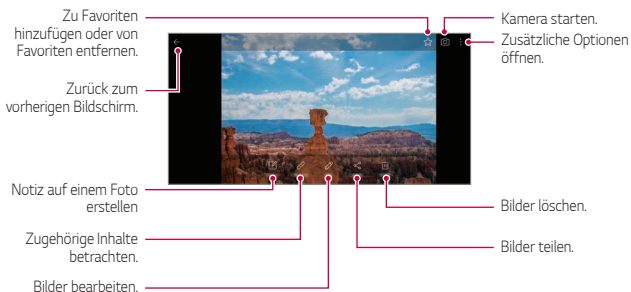 Zu Favoriten
hinzufügen oder von
Favoriten entfernen.
Zurück zum
vorherigen Bildschirm.
Notiz auf einem Foto
erstellen
Zugehörige Inhalte
betrachten.
Bilder bearbeiten.
Kamera starten.
Zusätzliche Optionen
öffnen.
Bilder löschen.
Bilder teilen.